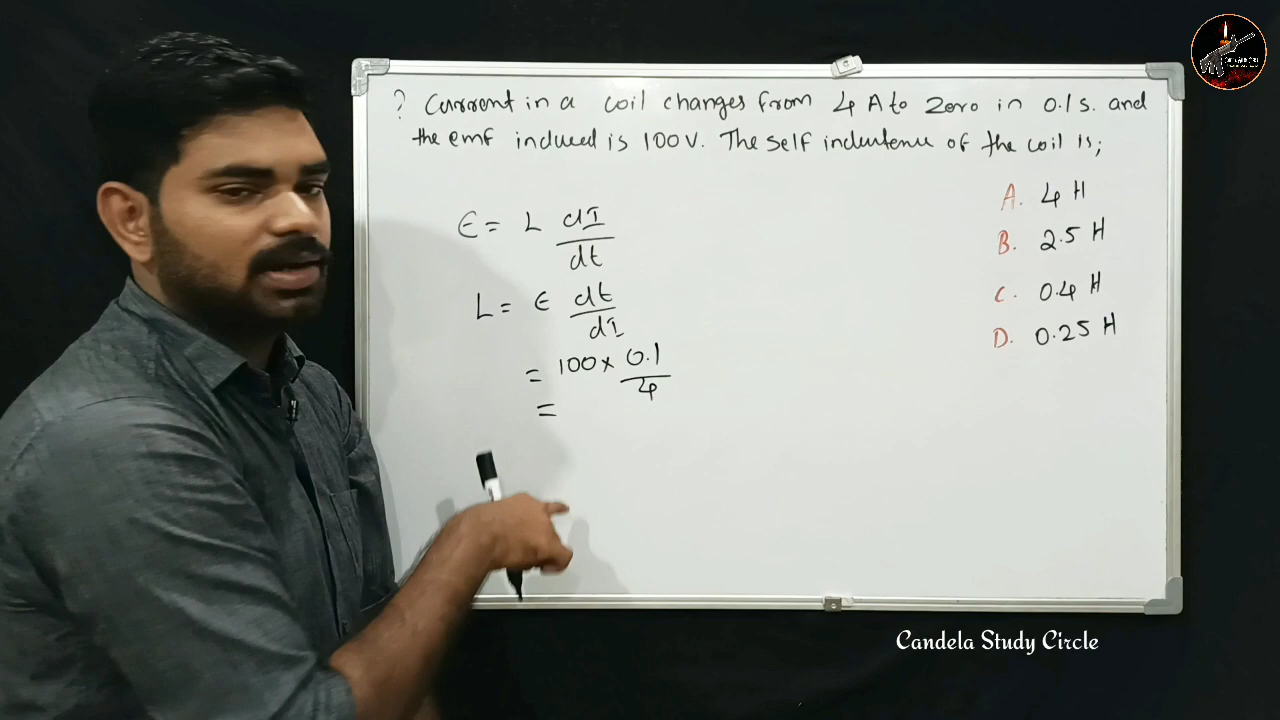 ? Current in a coil changes from 4 A to Zero in 0.1 s. and
the emf induced is 100V. The self inductence of the coil is;
A. 4 H
B. 2.5 H
C. 0.4 H
D. 0.25 H
ϵ = L dI/dt
L = ϵ dt/dI
= 100 x 0.1/4
=
Candela Study Circle